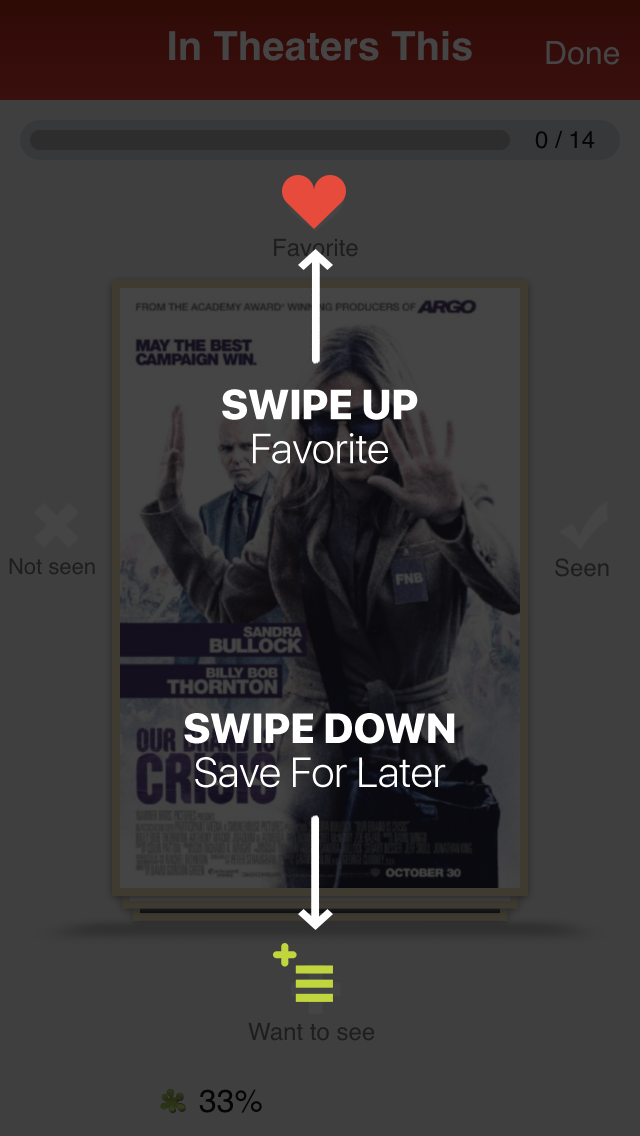 In Theaters This
Done
0 / 14
Favorite
FROM THE ACADEMY AWARD® WINNING PRODUCERS OF ARGO
MAY THE BEST
CAMPAIGN WIN.
SWIPE UP
Favorite
Not seen
Seen
FNB
SANDRA
BULLOCK
BILLY BOB
THORNTON
SWIPE DOWN
OUR BRAND IS
CRISIS
Save For Later
OCTOBER 30
Want to see
33%